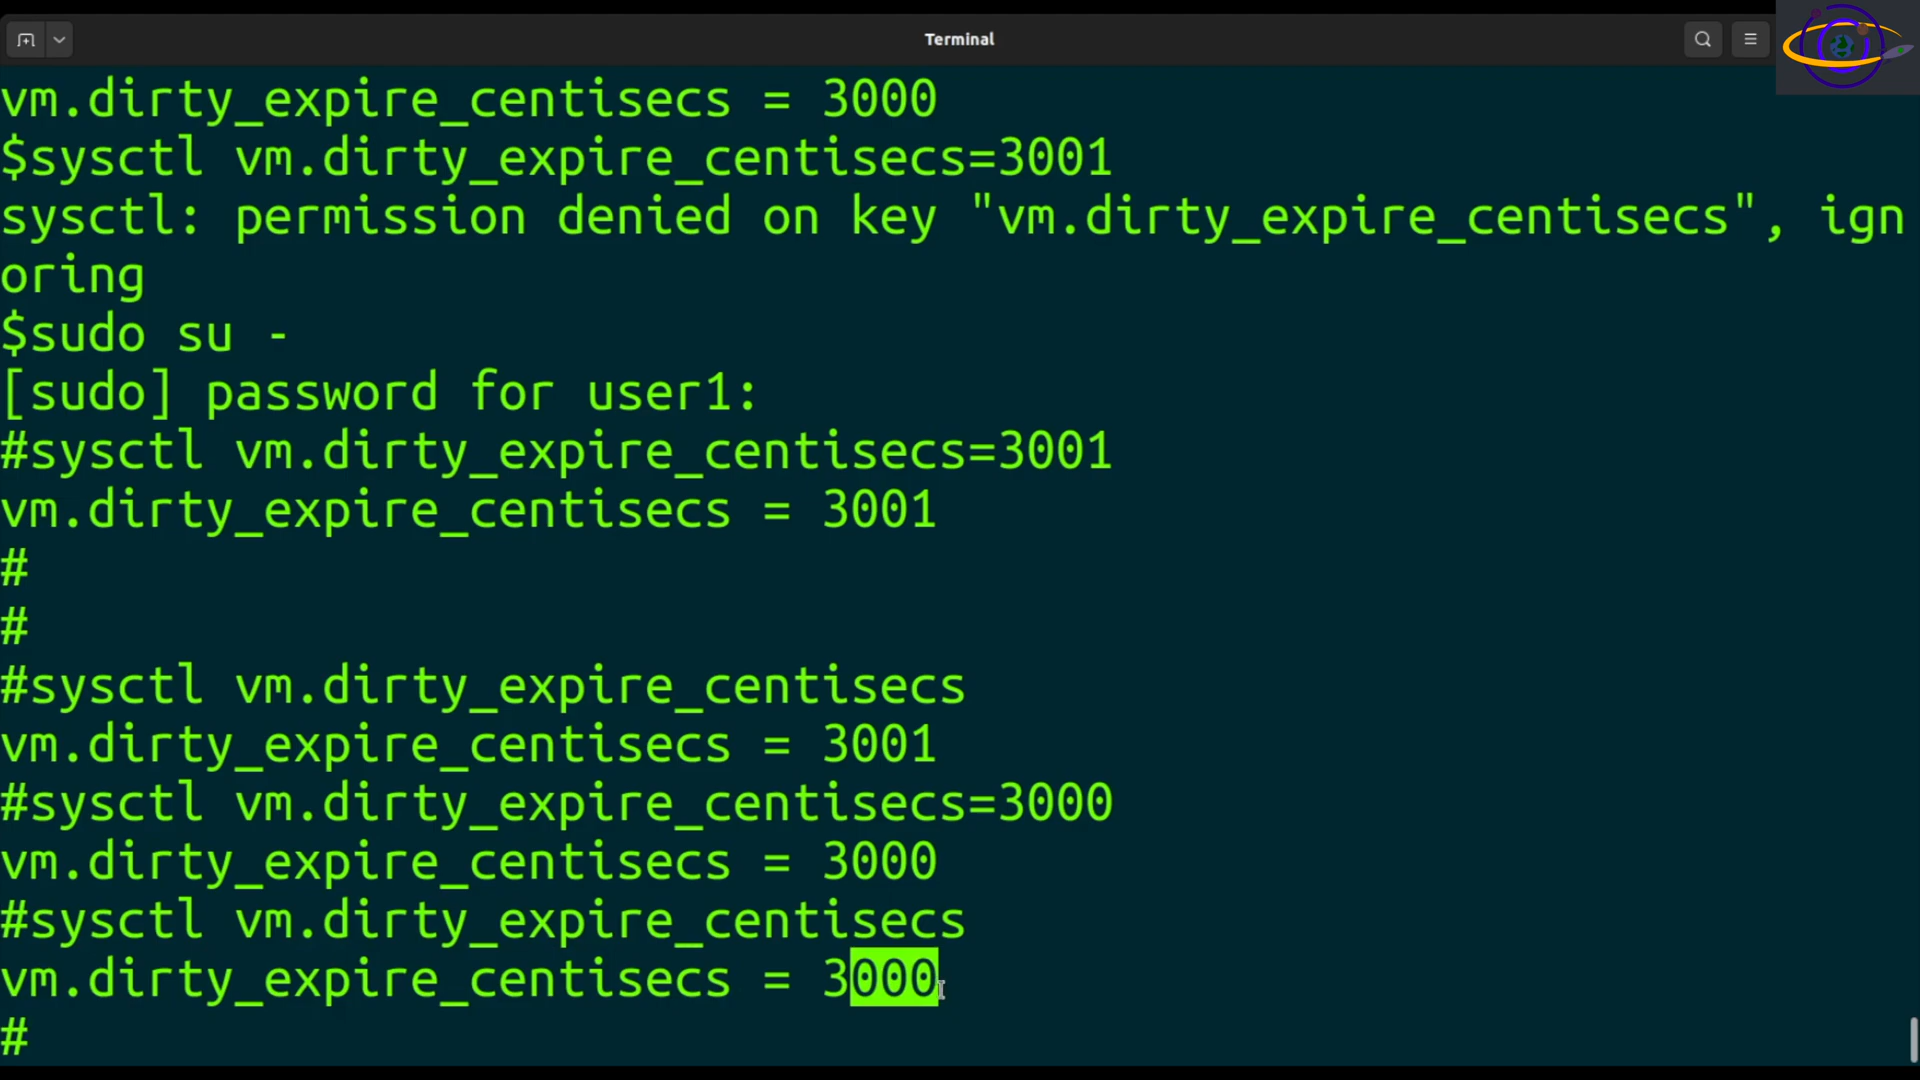 Terminal
vm.dirty_expire_centisecs = 3000
$sysctl vm.dirty_expire_centisecs=3001
sysctl: permission denied on key "vm.dirty_expire_centisecs", ign
oring
$sudo su -
[sudo] password for user1:
#sysctl vm.dirty_expire_centisecs=3001
vm.dirty_expire_centisecs = 3001
#
#
#sysctl vm.dirty_expire_centisecs
vm.dirty_expire_centisecs = 3001
#sysctl vm.dirty_expire_centisecs=3000
vm.dirty_expire_centisecs = 3000
#sysctl vm.dirty_expire_centisecs
vm.dirty_expire_centisecs = 3000
#